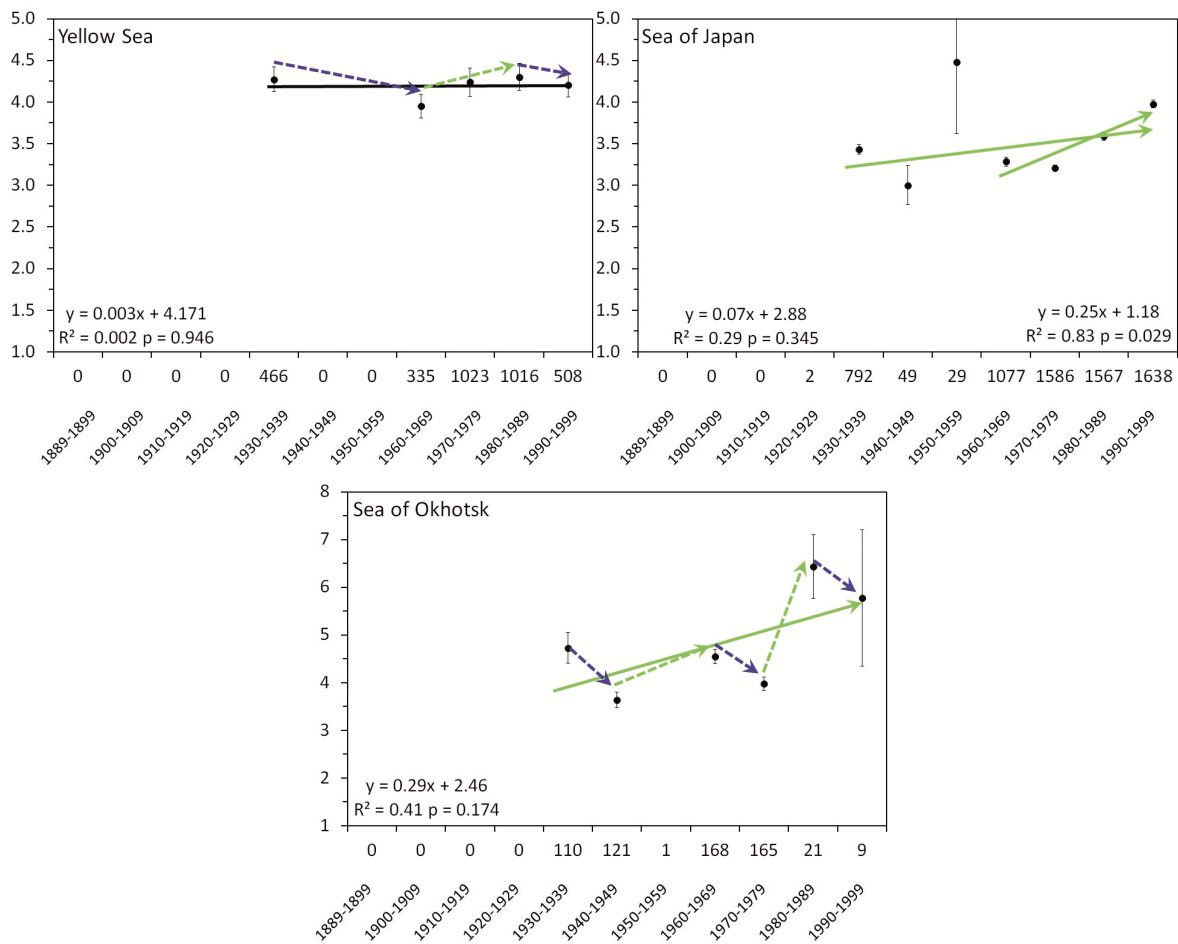 Yellow Sea
5.0
4.5
4.0
3.5
3.0
2.5
2.0
1.5
1.0
y = 0.003x + 4.171
R² = 0.002 p = 0.946
0 0 0 0 466 0 0 335 1023 1016 508
1889-1899 1900-1909 1910-1919 1920-1929 1930-1939 1940-1949 1950-1959 1960-1969 1970-1979 1980-1989 1990-1999
Sea of Japan
5.0
4.5
4.0
3.5
3.0
2.5
2.0
1.5
1.0
y = 0.07x + 2.88
R² = 0.29 p = 0.345
y = 0.25x + 1.18
R² = 0.83 p = 0.029
0 0 0 2 792 49 29 1077 1586 1567 1638
1889-1899 1900-1909 1910-1919 1920-1929 1930-1939 1940-1949 1950-1959 1960-1969 1970-1979 1980-1989 1990-1999
Sea of Okhotsk
8
7
6
5
4
3
2
1
y = 0.29x + 2.46
R² = 0.41 p = 0.174
0 0 0 0 110 121 1 168 165 21 9
1889-1899 1900-1909 1910-1919 1920-1929 1930-1939 1940-1949 1950-1959 1960-1969 1970-1979 1980-1989 1990-1999